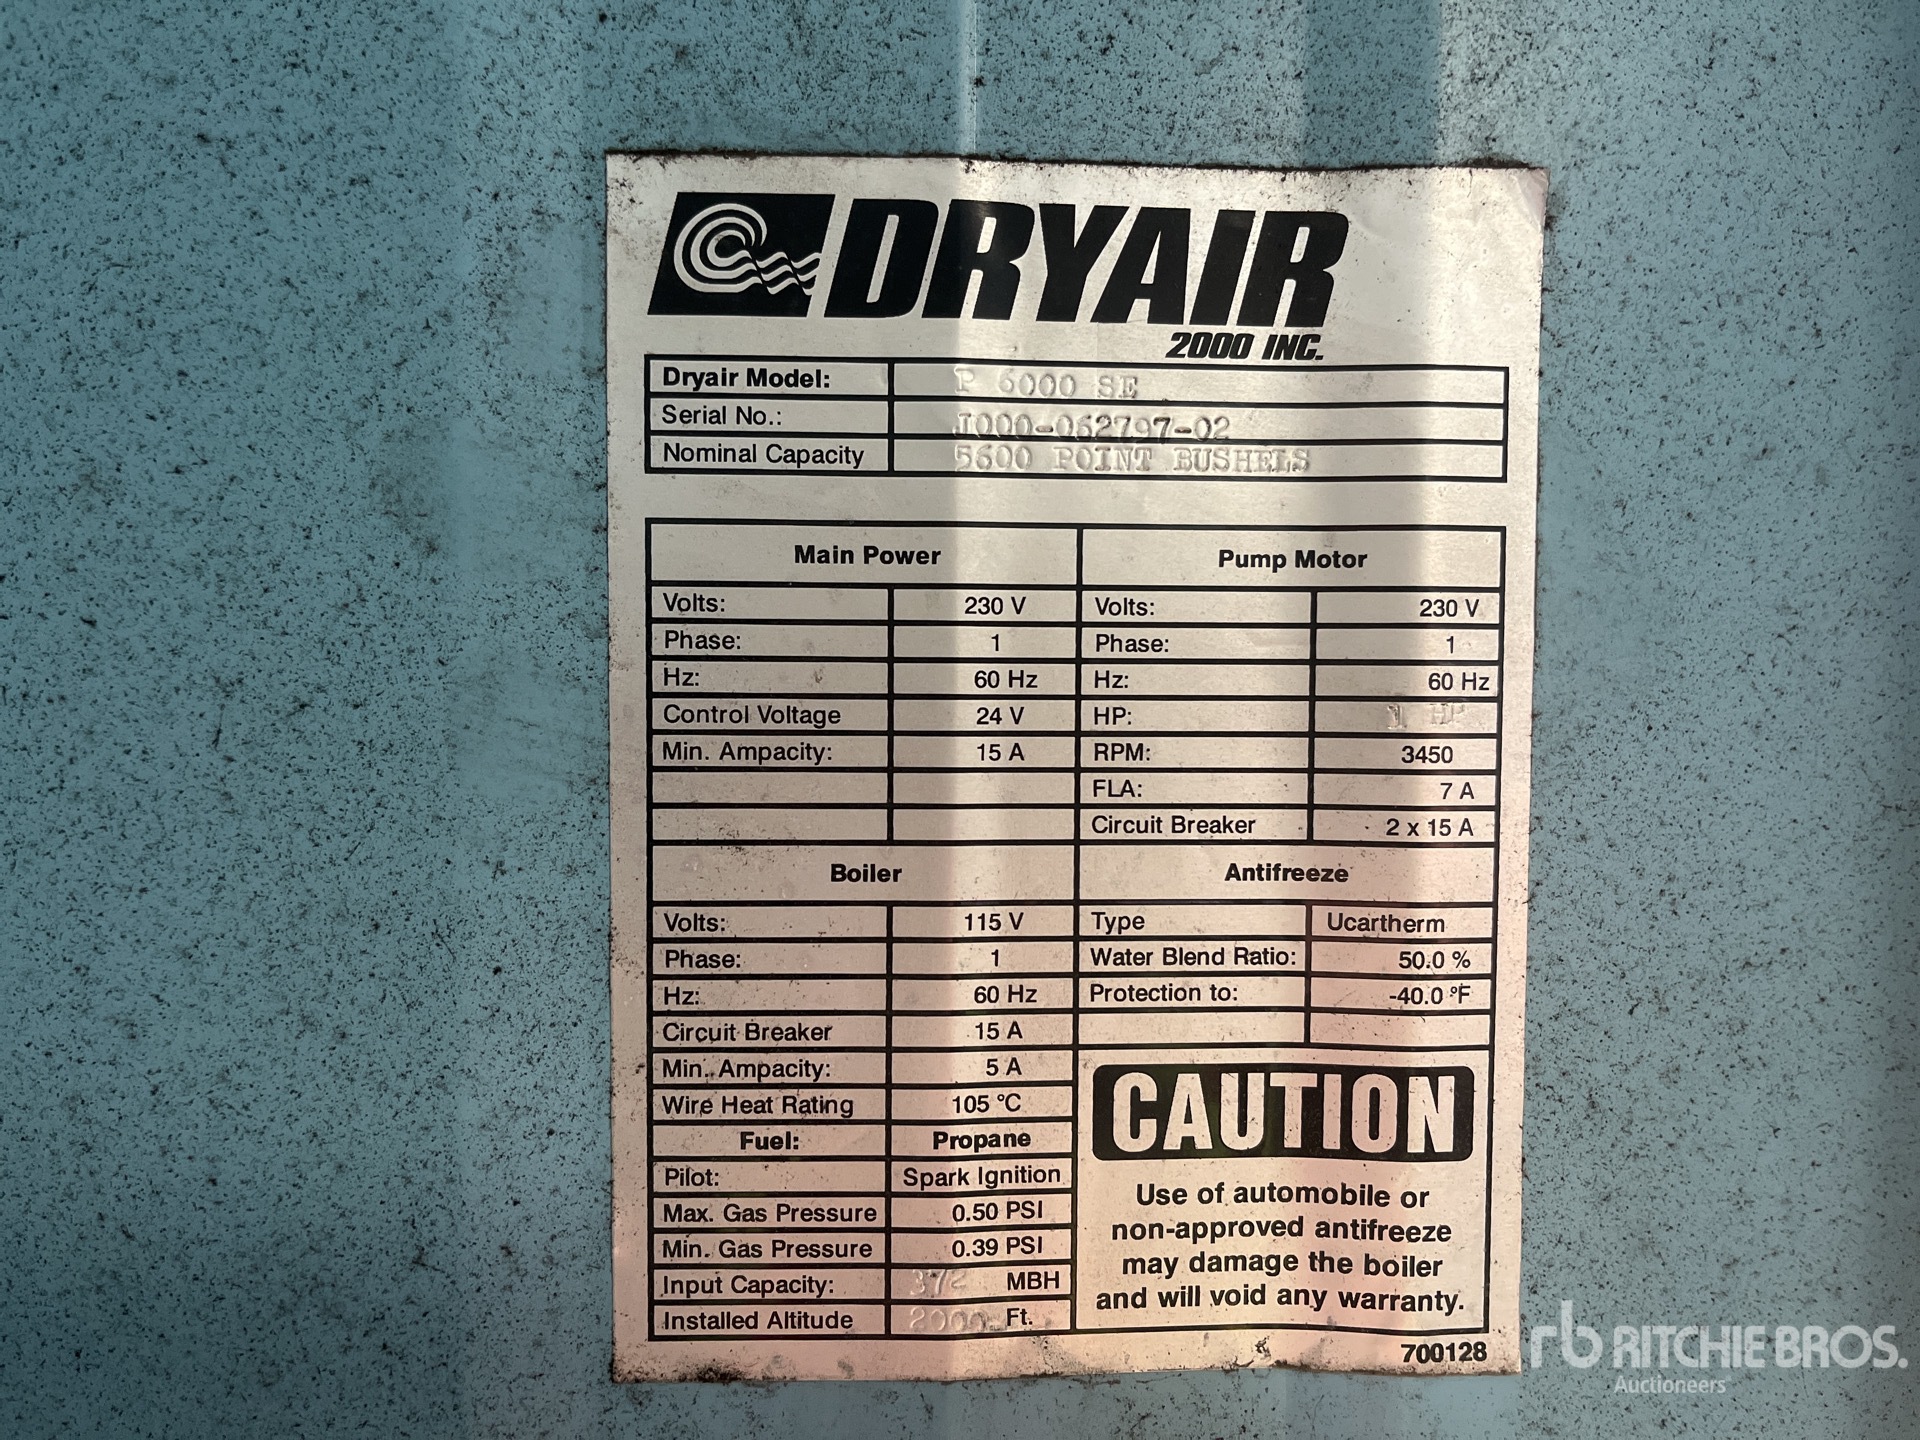 DRYAIR
2000 INC.
Dryair Model: P 6000 SE
Serial No.: I000-062797-02
Nominal Capacity 5600 POINT BUSHELS
Main Power Pump Motor
Volts: 230 V Volts: 230 V
Phase: 1 Phase: 1
Hz: 60 Hz Hz: 60 Hz
Control Voltage 24 V HP: 1 HP
Min. Ampacity: 15 A RPM: 3450
FLA: 7 A
Circuit Breaker 2 x 15 A
Boiler Antifreeze
Volts: 115 V Type Ucartherm
Phase: 1 Water Blend Ratio: 50.0 %
Hz: 60 Hz Protection to: -40.0 °F
Circuit Breaker 15 A
Min. Ampacity: 5 A
Wire Heat Rating 105 °C
Fuel: Propane
Pilot: Spark Ignition
Max. Gas Pressure 0.50 PSI
Min. Gas Pressure 0.39 PSI
Input Capacity: 372 MBH
Installed Altitude 2000 Ft.
CAUTION
Use of automobile or
non-approved antifreeze
may damage the boiler
and will void any warranty.
700128
rb RITCHIE BROS.
Auctioneers